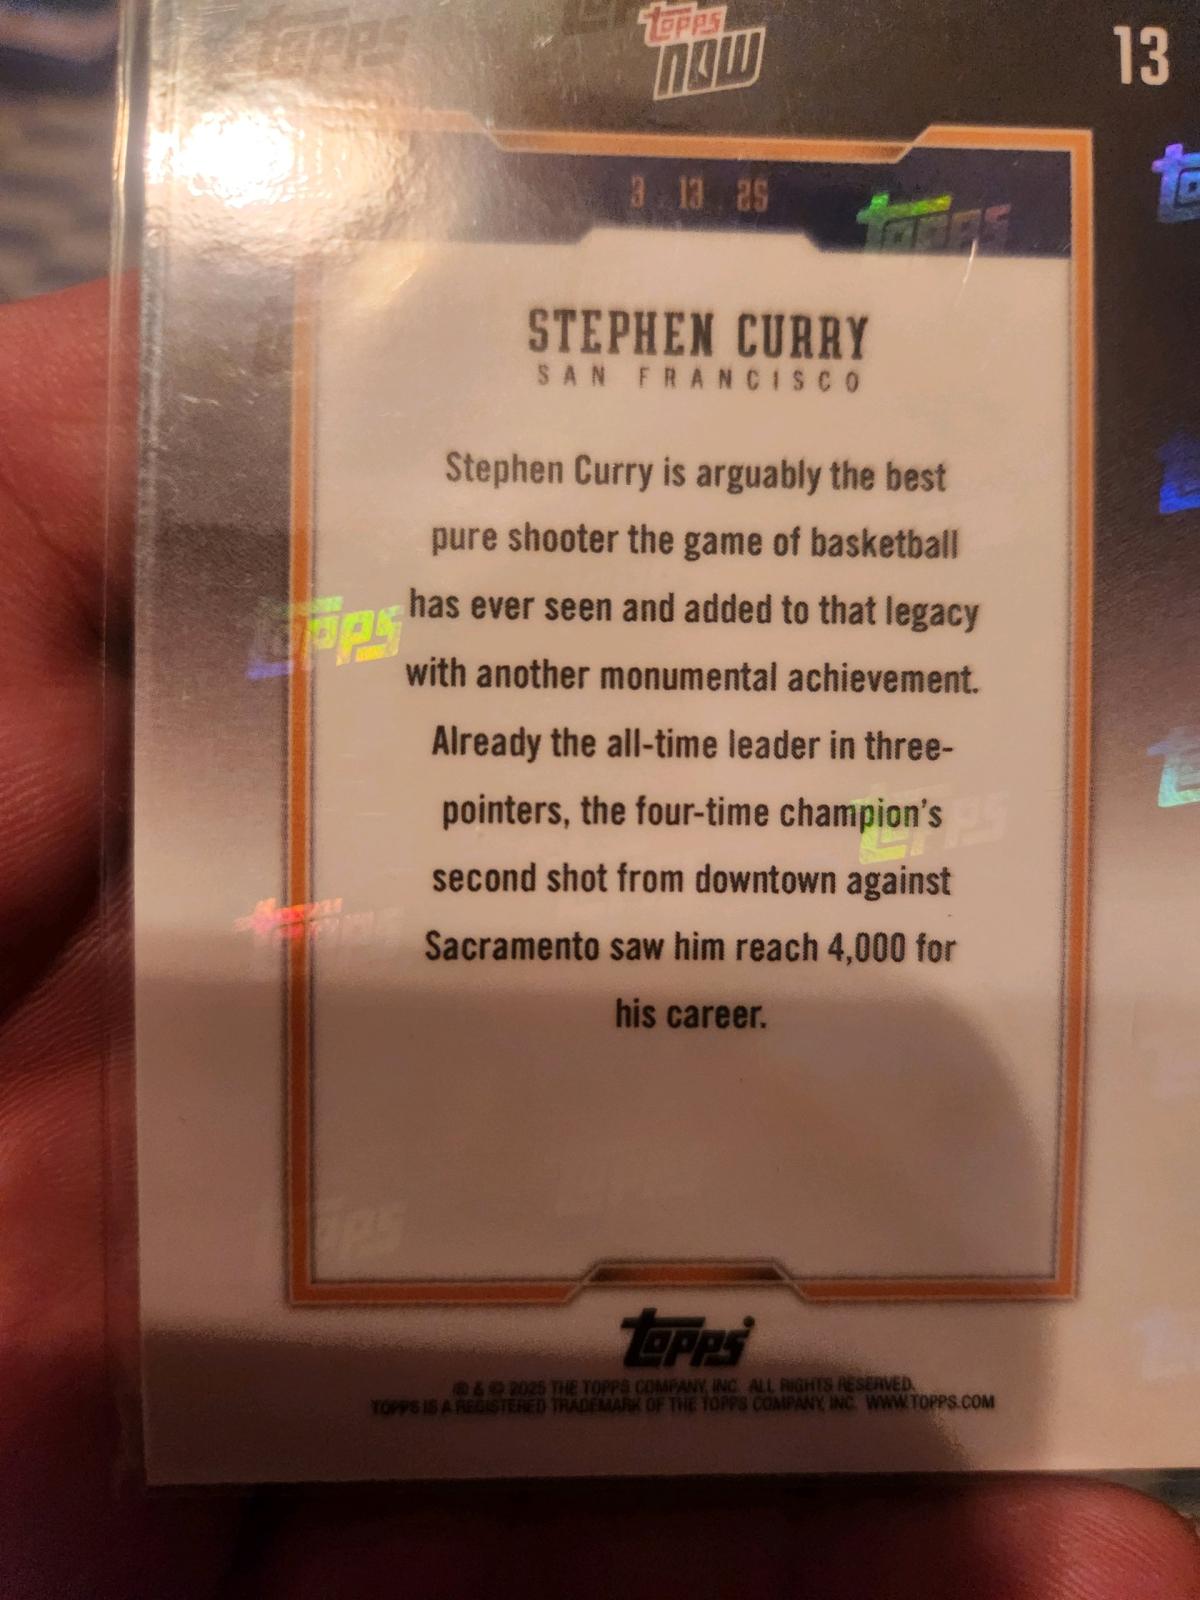 topps
now
13
3 . 13 . 25
topps
STEPHEN CURRY
SAN FRANCISCO
Stephen Curry is arguably the best
pure shooter the game of basketball
has ever seen and added to that legacy
topps
with another monumental achievement.
Already the all-time leader in three-
pointers, the four-time champion's
topps
second shot from downtown against
Sacramento saw him reach 4,000 for
his career.
topps
® & © 2025 THE TOPPS COMPANY, INC. ALL RIGHTS RESERVED.
TOPPS IS A REGISTERED TRADEMARK OF THE TOPPS COMPANY, INC. WWW.TOPPS.COM